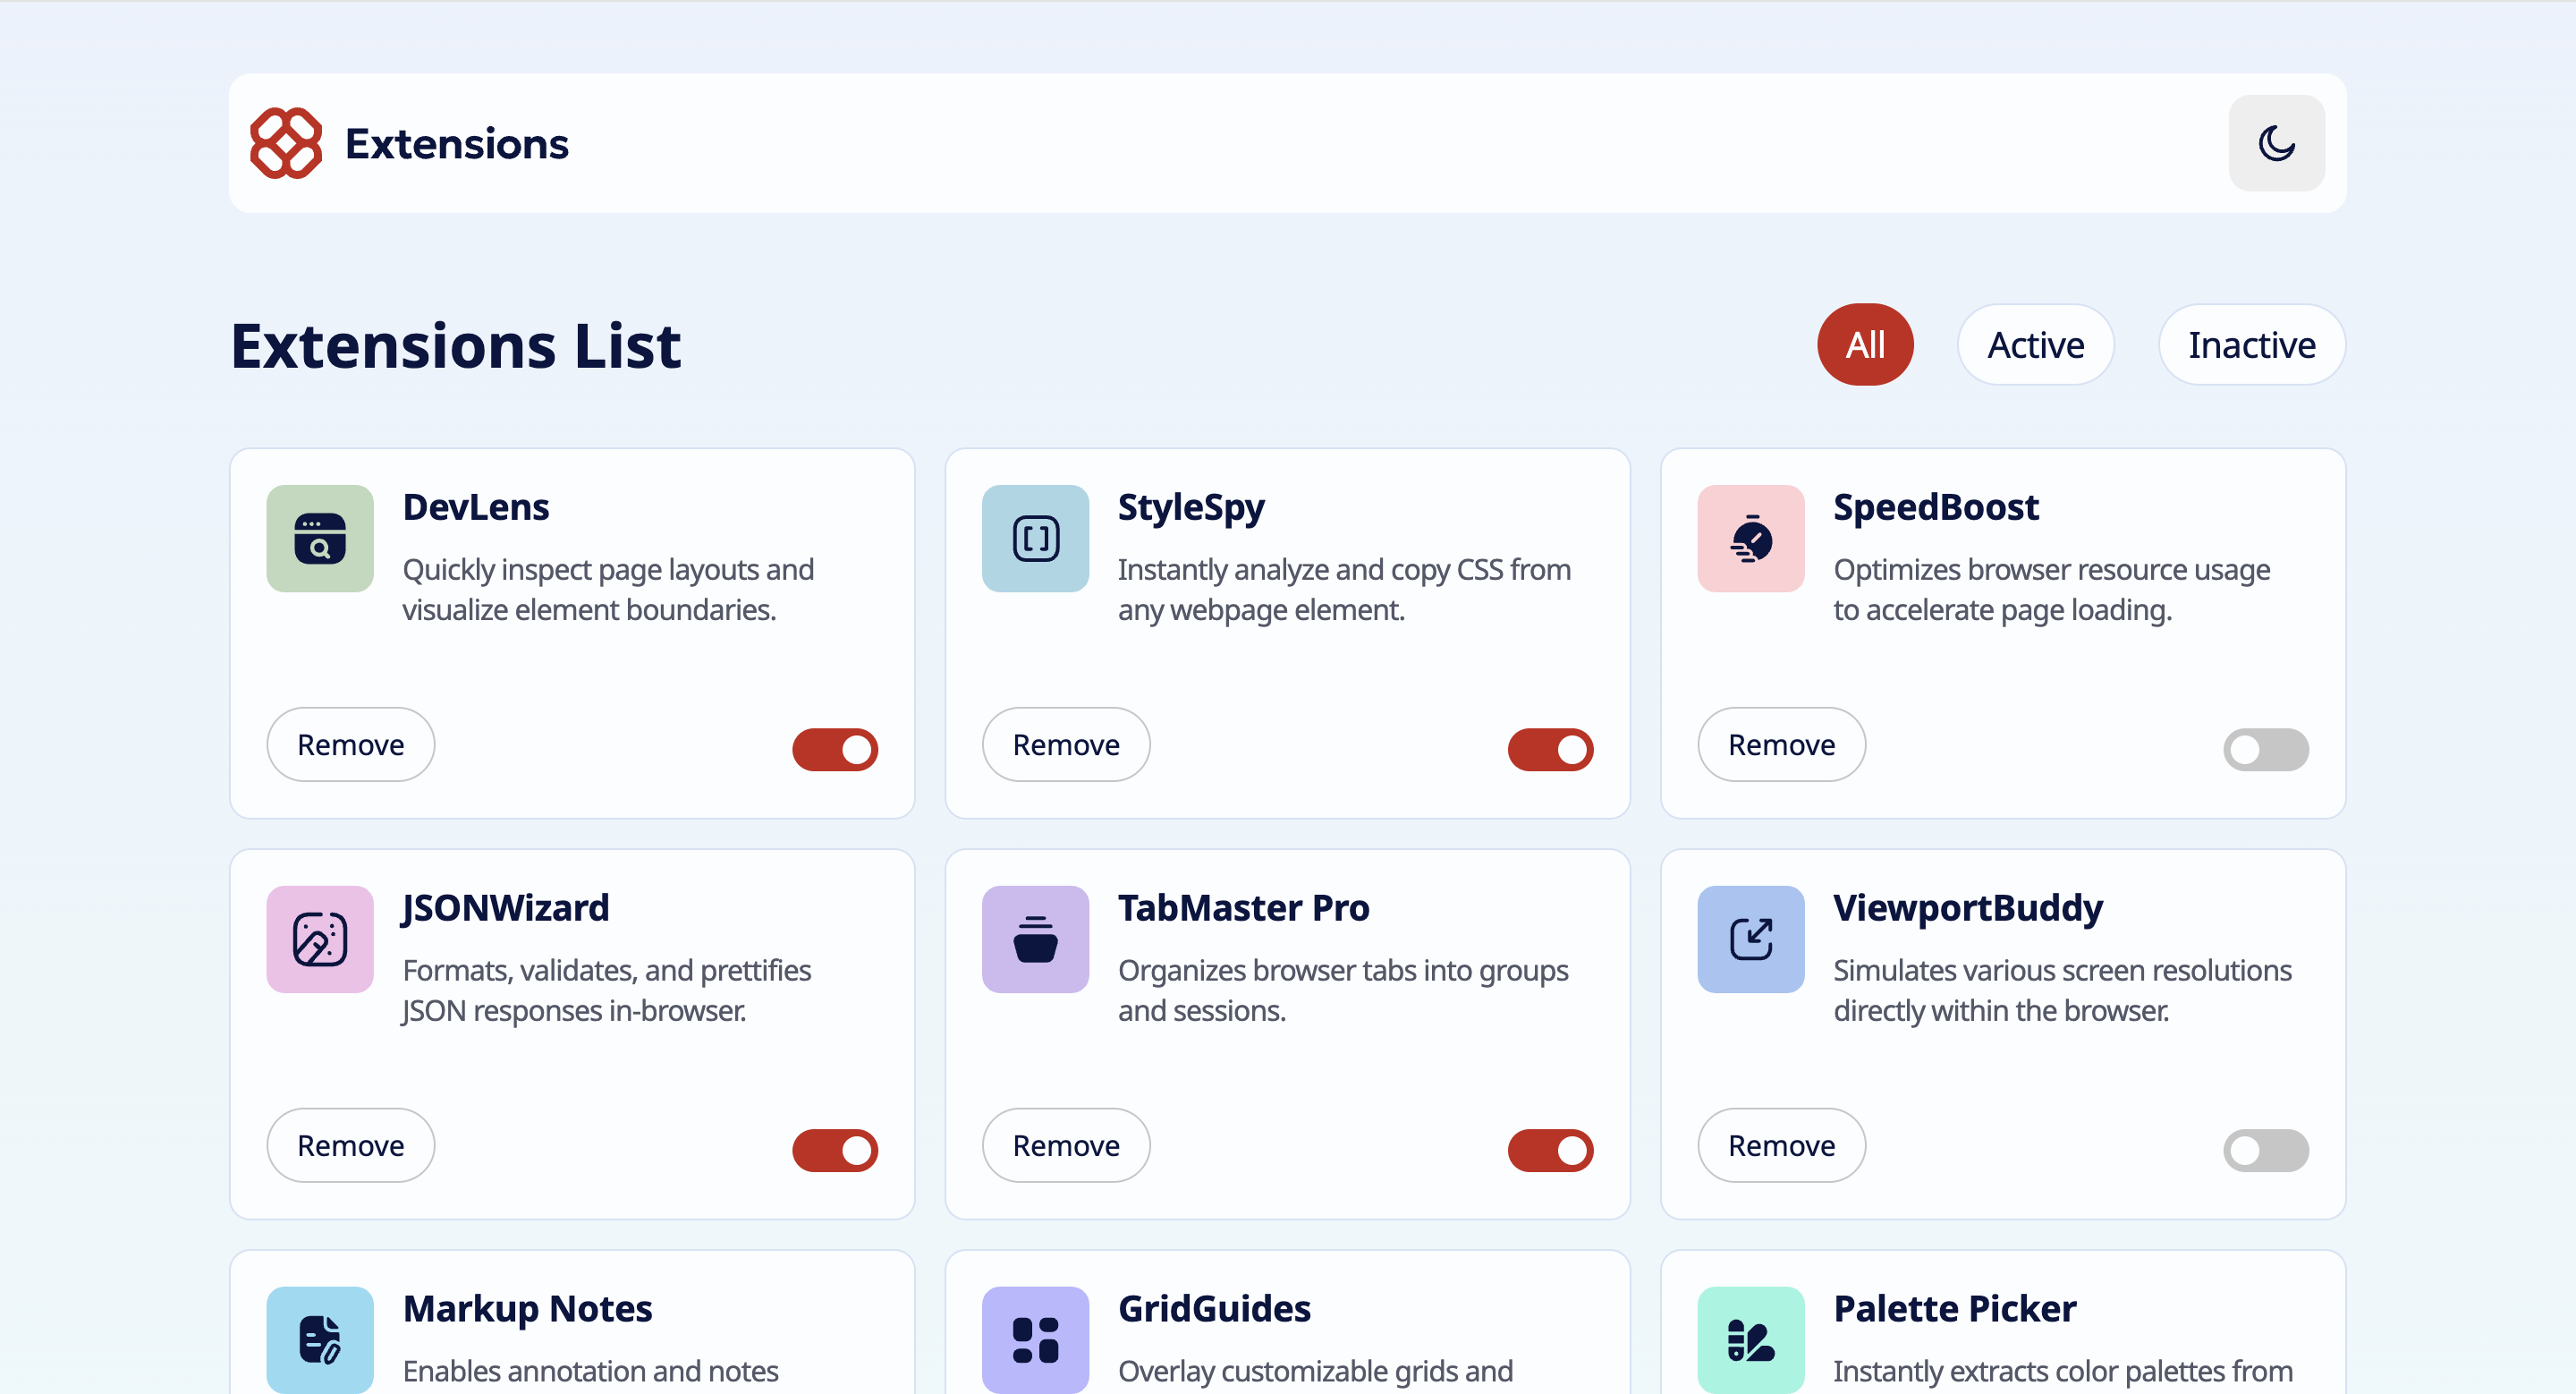 Extensions
Extensions List
All
Active
Inactive
DevLens
Quickly inspect page layouts and
visualize element boundaries.
Remove
StyleSpy
Instantly analyze and copy CSS from
any webpage element.
Remove
SpeedBoost
Optimizes browser resource usage
to accelerate page loading.
Remove
JSONWizard
Formats, validates, and prettifies
JSON responses in-browser.
Remove
TabMaster Pro
Organizes browser tabs into groups
and sessions.
Remove
ViewportBuddy
Simulates various screen resolutions
directly within the browser.
Remove
Markup Notes
Enables annotation and notes
GridGuides
Overlay customizable grids and
Palette Picker
Instantly extracts color palettes from